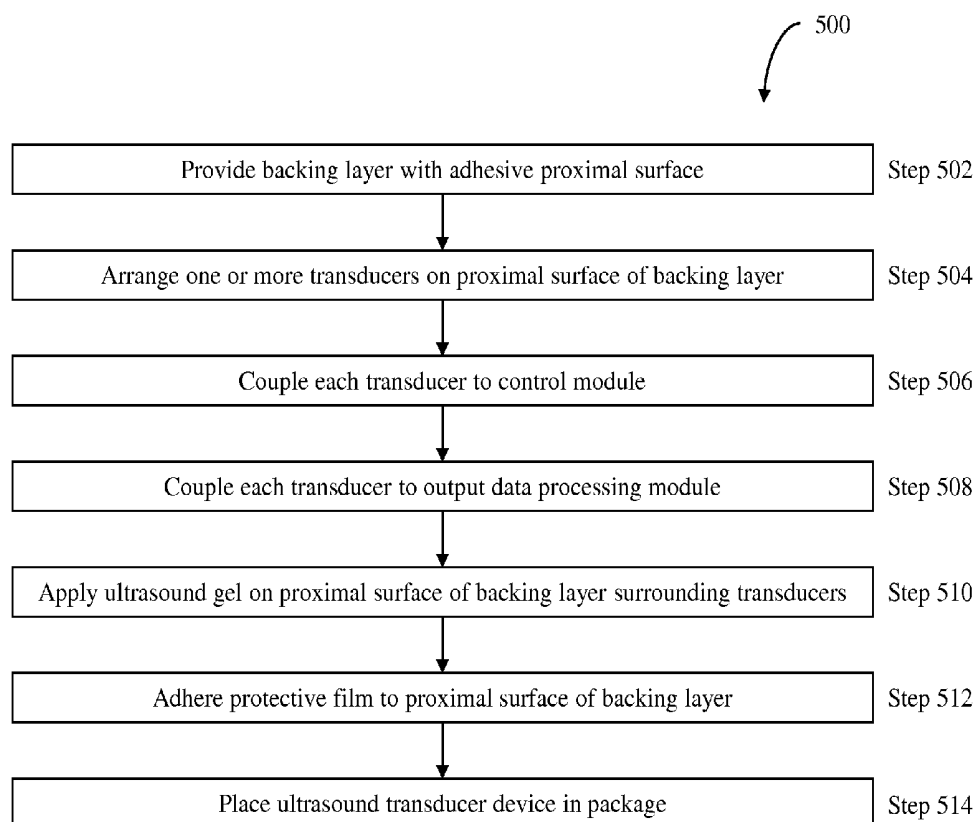 500
Provide backing layer with adhesive proximal surface Step 502
Arrange one or more transducers on proximal surface of backing layer Step 504
Couple each transducer to control module Step 506
Couple each transducer to output data processing module Step 508
Apply ultrasound gel on proximal surface of backing layer surrounding transducers Step 510
Adhere protective film to proximal surface of backing layer Step 512
Place ultrasound transducer device in package Step 514